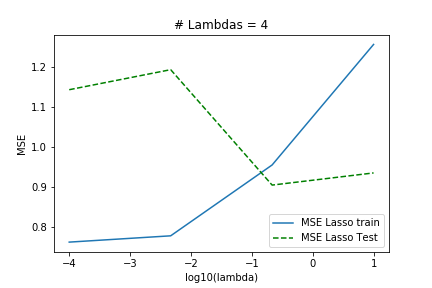 # Lambdas = 4
MSE
1.2
1.1
1.0
0.9
0.8
MSE Lasso train
MSE Lasso Test
−4
−3
−2
−1
0
1
log10(lambda)